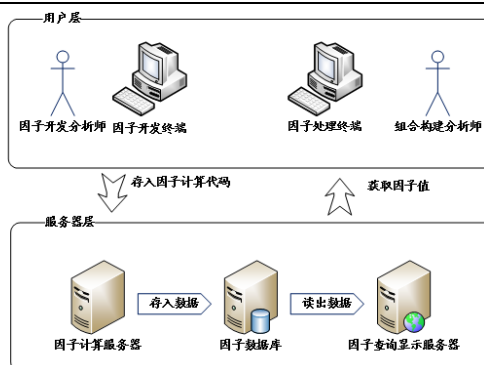 用户层
因子开发分析师
因子开发终端
因子处理终端
组合构建分析师
存入因子计算代码
获取因子值
服务器层
存入数据
读出数据
因子计算服务器
因子数据库
因子查询显示服务器